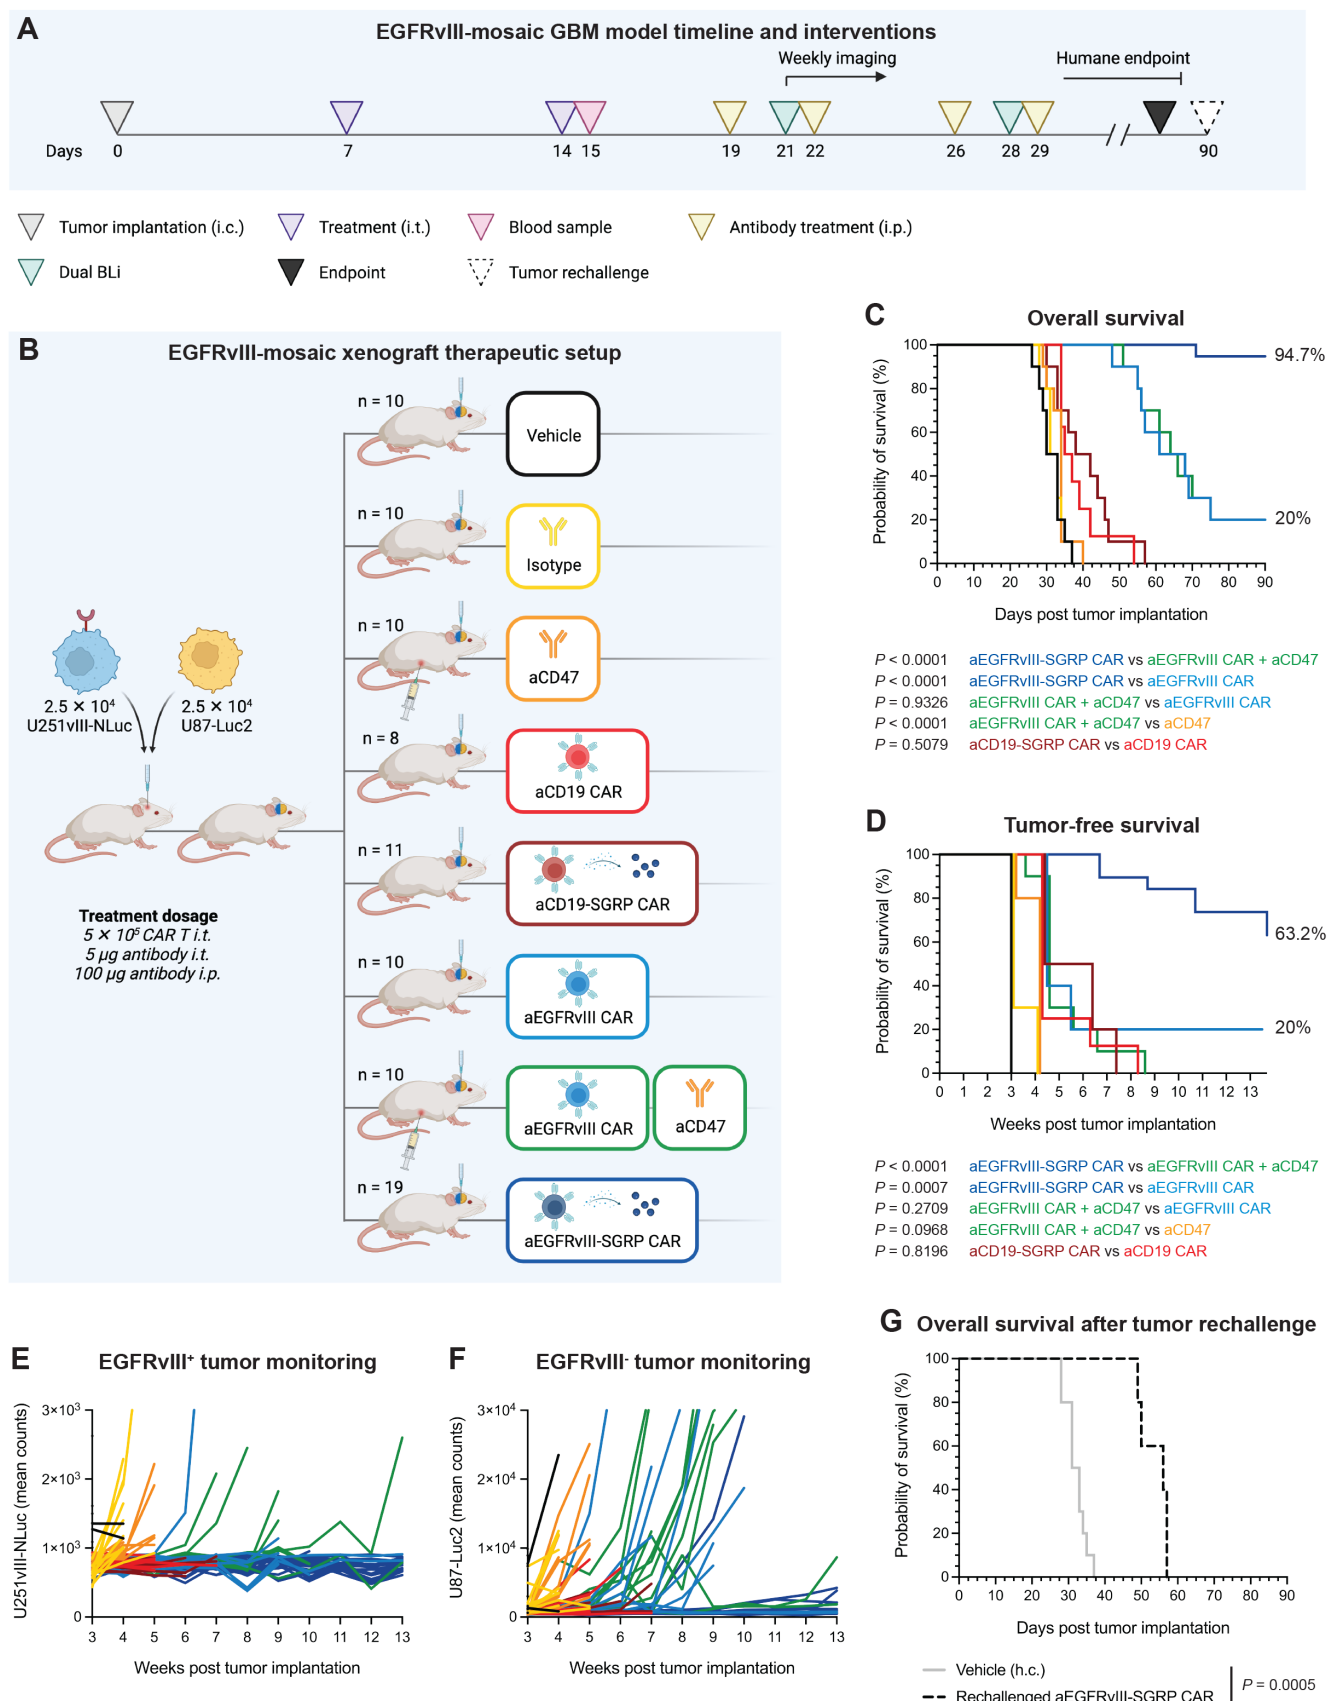 A
EGFRvIII-mosaic GBM model timeline and interventions
Weekly imaging
Humane endpoint
Days
0
7
14
15
19
21
22
26
28
29
90
Tumor implantation (i.c.)
Treatment (i.t.)
Blood sample
Antibody treatment (i.p.)
Dual BLi
Endpoint
Tumor rechallenge
B
EGFRvIII-mosaic xenograft therapeutic setup
n = 10
Vehicle
n = 10
Isotype
n = 10
aCD47
n = 8
aCD19 CAR
n = 11
aCD19-SGRP CAR
n = 10
aEGFRvIII CAR
n = 10
aEGFRvIII CAR
aCD47
n = 19
aEGFRvIII-SGRP CAR
2.5 × 10⁴
U251vIII-NLuc
2.5 × 10⁴
U87-Luc2
Treatment dosage
5 × 10⁵ CAR T i.t.
5 µg antibody i.t.
100 µg antibody i.p.
C
Overall survival
Probability of survival (%)
100
80
60
40
20
0
94.7%
20%
0 10 20 30 40 50 60 70 80 90
Days post tumor implantation
P < 0.0001 aEGFRvIII-SGRP CAR vs aEGFRvIII CAR + aCD47
P < 0.0001 aEGFRvIII-SGRP CAR vs aEGFRvIII CAR
P = 0.9326 aEGFRvIII CAR + aCD47 vs aEGFRvIII CAR
P < 0.0001 aEGFRvIII CAR + aCD47 vs aCD47
P = 0.5079 aCD19-SGRP CAR vs aCD19 CAR
D
Tumor-free survival
Probability of survival (%)
100
80
60
40
20
0
63.2%
20%
0 1 2 3 4 5 6 7 8 9 10 11 12 13
Weeks post tumor implantation
P < 0.0001 aEGFRvIII-SGRP CAR vs aEGFRvIII CAR + aCD47
P = 0.0007 aEGFRvIII-SGRP CAR vs aEGFRvIII CAR
P = 0.2709 aEGFRvIII CAR + aCD47 vs aEGFRvIII CAR
P = 0.0968 aEGFRvIII CAR + aCD47 vs aCD47
P = 0.8196 aCD19-SGRP CAR vs aCD19 CAR
E
EGFRvIII⁺ tumor monitoring
U251vIII-NLuc (mean counts)
3×10³
2×10³
1×10³
0
3 4 5 6 7 8 9 10 11 12 13
Weeks post tumor implantation
F
EGFRvIII⁻ tumor monitoring
U87-Luc2 (mean counts)
3×10⁴
2×10⁴
1×10⁴
0
3 4 5 6 7 8 9 10 11 12 13
Weeks post tumor implantation
G
Overall survival after tumor rechallenge
Probability of survival (%)
100
80
60
40
20
0
0 10 20 30 40 50 60 70 80 90
Days post tumor implantation
Vehicle (h.c.)
Rechallenged aEGFRvIII-SGRP CAR
P = 0.0005